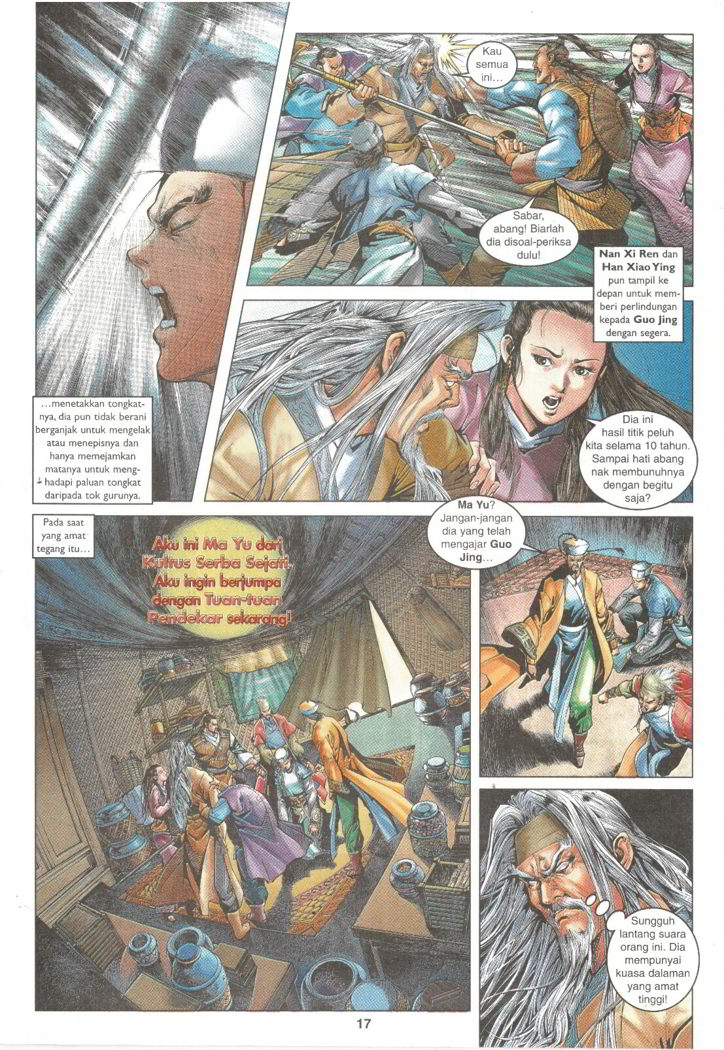 …menetakkan tongkat-
nya, dia pun tidak berani
berganjak untuk mengelak
atau menepisnya dan
hanya memejamkan
matanya untuk meng-
hadapi paluan tongkat
daripada tok gurunya.
Kau
semua
ini…
Sabar,
abang! Biarlah
dia disoal-periksa
dulu!
Nan Xi Ren dan
Han Xiao Ying
pun tampil ke
depan untuk mem-
beri perlindungan
kepada Guo Jing
dengan segera.
Dia ini
hasil titik peluh
kita selama 10 tahun.
Sampai hati abang
nak membunuhnya
dengan begitu
saja?
Pada saat
yang amat
tegang itu…
Aku ini Ma Yu dari
Kultus Serba Sejati.
Aku ingin berjumpa
dengan Tuan-tuan
Pendekar sekarang!
Ma Yu?
Jangan-jangan
dia yang telah
mengajar Guo
Jing…
Sungguh
lantang suara
orang ini. Dia
mempunyai
kuasa dalaman
yang amat
tinggi!
17